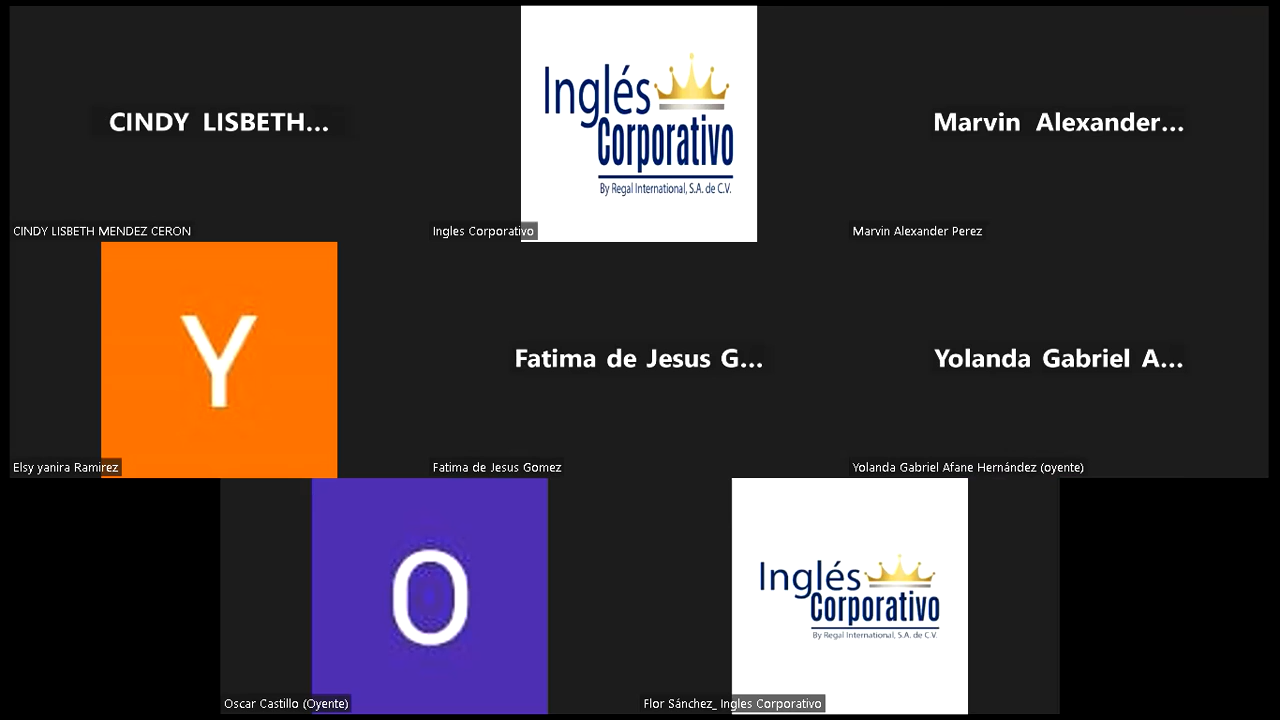 CINDY LISBETH...
CINDY LISBETH MENDEZ CERON
Inglés
Corporativo
By Regal International, S.A. de C.V.
Ingles Corporativo
Marvin Alexander...
Marvin Alexander Perez
Y
Elsy yanira Ramirez
Fatima de Jesus G...
Fatima de Jesus Gomez
Yolanda Gabriel A...
Yolanda Gabriel Afane Hernández (oyente)
O
Oscar Castillo (Oyente)
Inglés
Corporativo
By Regal International, S.A. de C.V.
Flor Sánchez_ Ingles Corporativo